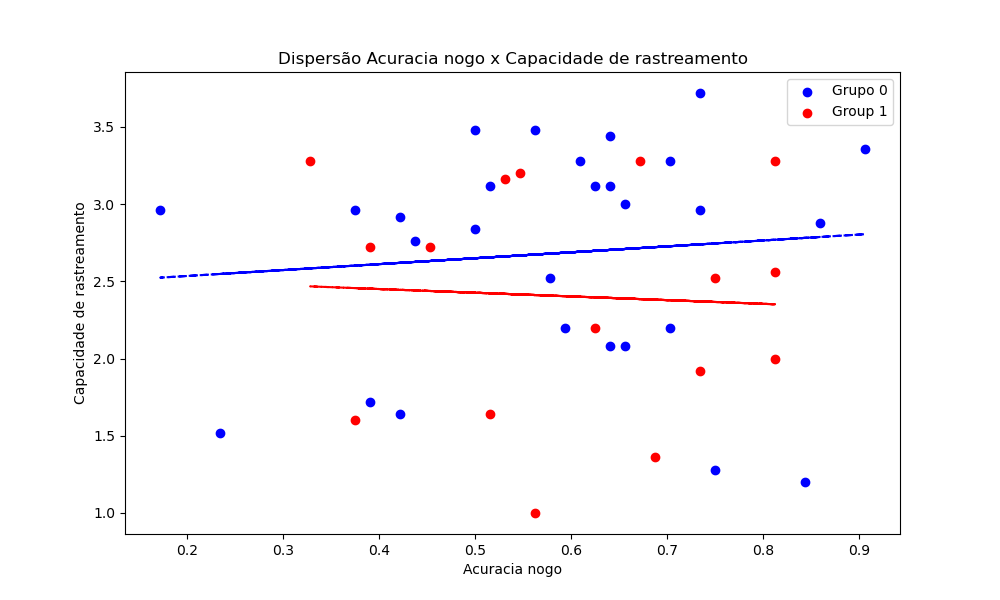 Dispersão Acuracia nogo x Capacidade de rastreamento
Grupo 0
Group 1
Capacidade de rastreamento
3.5
3.0
2.5
2.0
1.5
1.0
0.2 0.3 0.4 0.5 0.6 0.7 0.8 0.9
Acuracia nogo